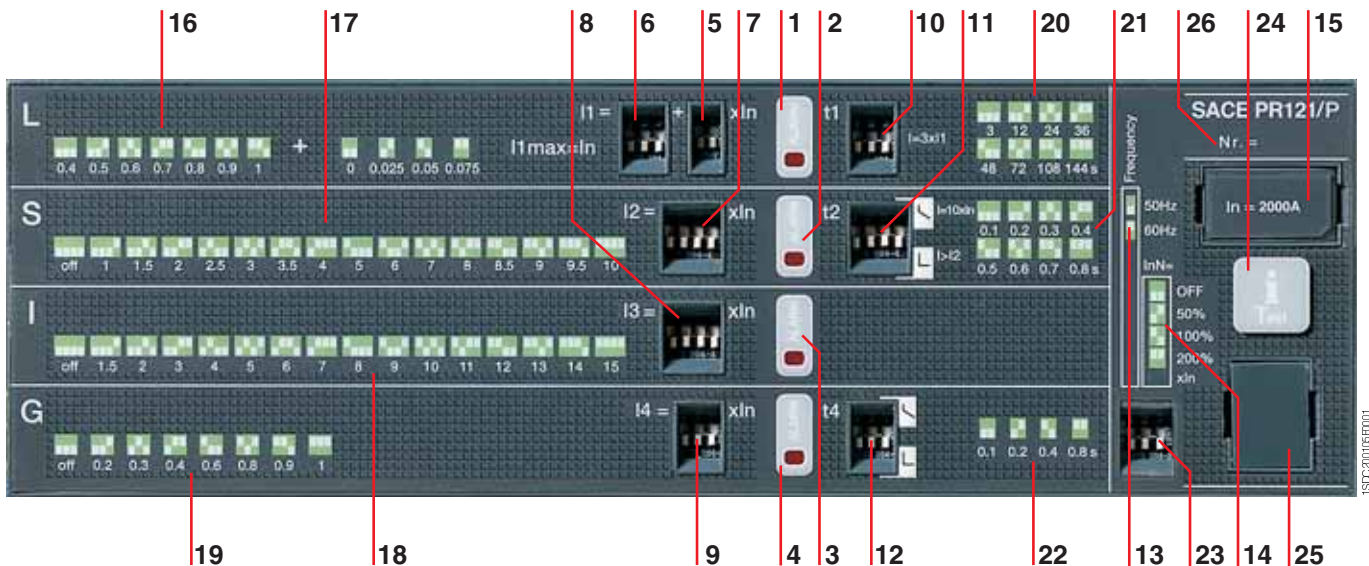 16 17 8 6 5 7 1 2 10 11 20 21 26 24 15
L
I1 = + xIn
t1
I1max=In
I=3xI1
0.4 0.5 0.6 0.7 0.8 0.9 1 + 0 0.025 0.05 0.075
3 12 24 36
48 72 108 144s
S
I2 = xIn
t2
I=10xIn
I>I2
off 1 1.5 2 2.5 3 3.5 4 5 6 7 8 8.5 9 9.5 10
0.1 0.2 0.3 0.4
0.5 0.6 0.7 0.8 s
I
I3 = xIn
off 1.5 2 3 4 5 6 7 8 9 10 11 12 13 14 15
G
I4 = xIn
t4
off 0.2 0.3 0.4 0.6 0.8 0.9 1
0.1 0.2 0.4 0.8 s
Frequency
50Hz
60Hz
InN=
OFF
50%
100%
200%
xIn
SACE PR121/P
Nr. =
In = 2000A
i
Test
19 18 9 4 3 12 22 13 23 14 25